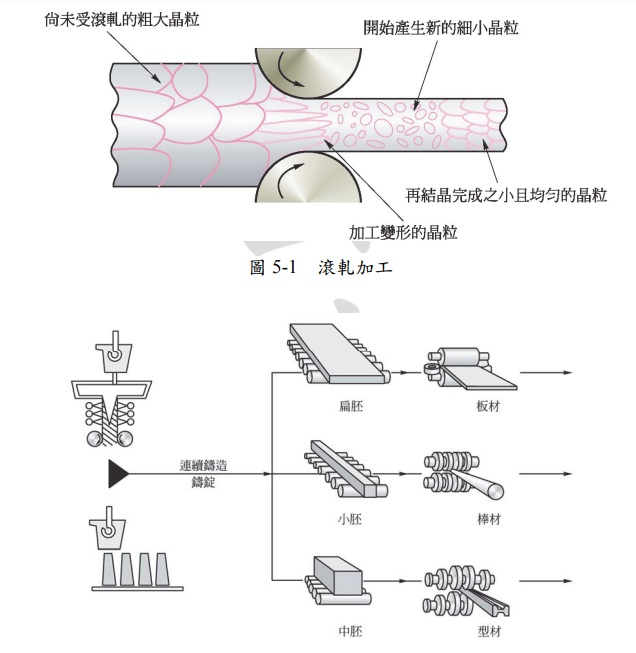 尚未受滾軋的粗大晶粒
開始產生新的細小晶粒
再結晶完成之小且均勻的晶粒
加工變形的晶粒
圖 5-1 滾軋加工
扁胚
板材
連續鑄造
鑄錠
小胚
棒材
中胚
型材